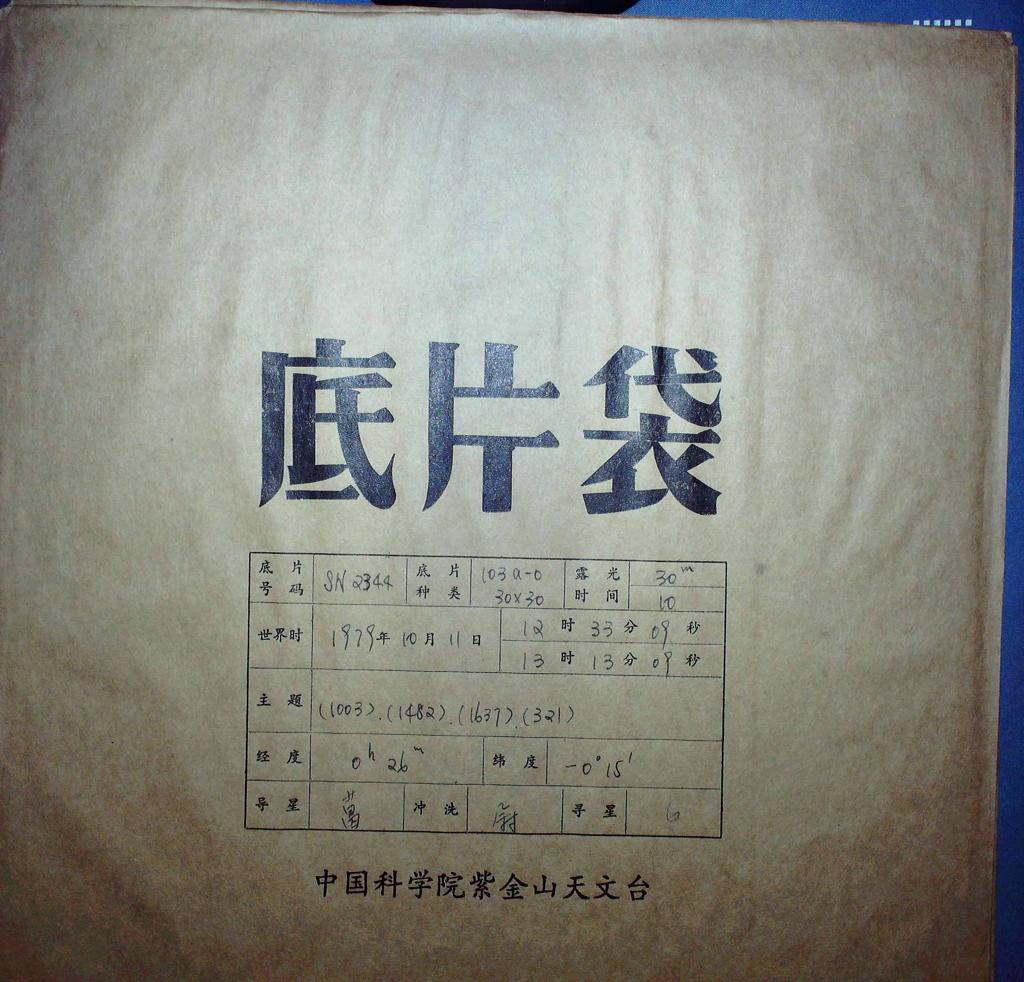 底片袋
底片号码 SN 2344 底片种类 103a-0 30×30 露光时间 30ᵐ 10
世界时 1979年 10月 11日 12时 33分 09秒
13时 13分 09秒
主题 (1003).(1482).(1637).(321)
经度 0ʰ 26ᵐ 纬度 -0°15′
导星 冲洗 寻星
中国科学院紫金山天文台